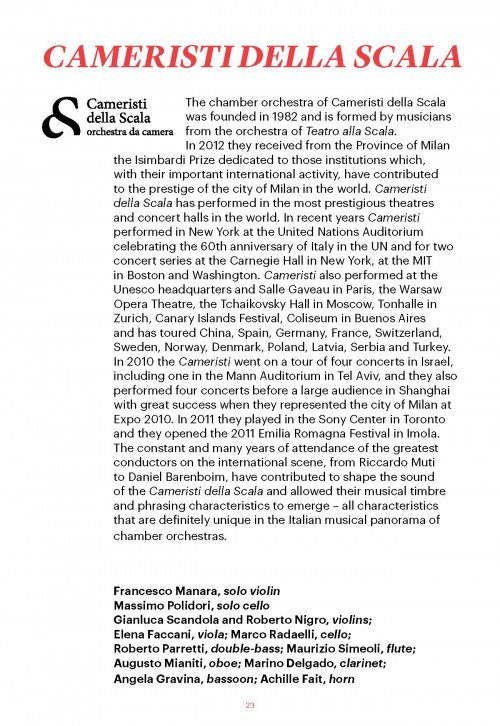 CAMERISTI DELLA SCALA
Cameristi
della Scala
orchestra da camera
The chamber orchestra of Cameristi della Scala
was founded in 1982 and is formed by musicians
from the orchestra of Teatro alla Scala.
In 2012 they received from the Province of Milan
the Isimbardi Prize dedicated to those institutions which,
with their important international activity, have contributed
to the prestige of the city of Milan in the world. Cameristi
della Scala has performed in the most prestigious theatres
and concert halls in the world. In recent years Cameristi
performed in New York at the United Nations Auditorium
celebrating the 60th anniversary of Italy in the UN and for two
concert series at the Carnegie Hall in New York, at the MIT
in Boston and Washington. Cameristi also performed at the
Unesco headquarters and Salle Gaveau in Paris, the Warsaw
Opera Theatre, the Tchaikovsky Hall in Moscow, Tonhalle in
Zurich, Canary Islands Festival, Coliseum in Buenos Aires
and has toured China, Spain, Germany, France, Switzerland,
Sweden, Norway, Denmark, Poland, Latvia, Serbia and Turkey.
In 2010 the Cameristi went on a tour of four concerts in Israel,
including one in the Mann Auditorium in Tel Aviv, and they also
performed four concerts before a large audience in Shanghai
with great success when they represented the city of Milan at
Expo 2010. In 2011 they played in the Sony Center in Toronto
and they opened the 2011 Emilia Romagna Festival in Imola.
The constant and many years of attendance of the greatest
conductors on the international scene, from Riccardo Muti
to Daniel Barenboim, have contributed to shape the sound
of the Cameristi della Scala and allowed their musical timbre
and phrasing characteristics to emerge – all characteristics
that are definitely unique in the Italian musical panorama of
chamber orchestras.
Francesco Manara, solo violin
Massimo Polidori, solo cello
Gianluca Scandola and Roberto Nigro, violins;
Elena Faccani, viola; Marco Radaelli, cello;
Roberto Parretti, double-bass; Maurizio Simeoli, flute;
Augusto Mianiti, oboe; Marino Delgado, clarinet;
Angela Gravina, bassoon; Achille Fait, horn
23